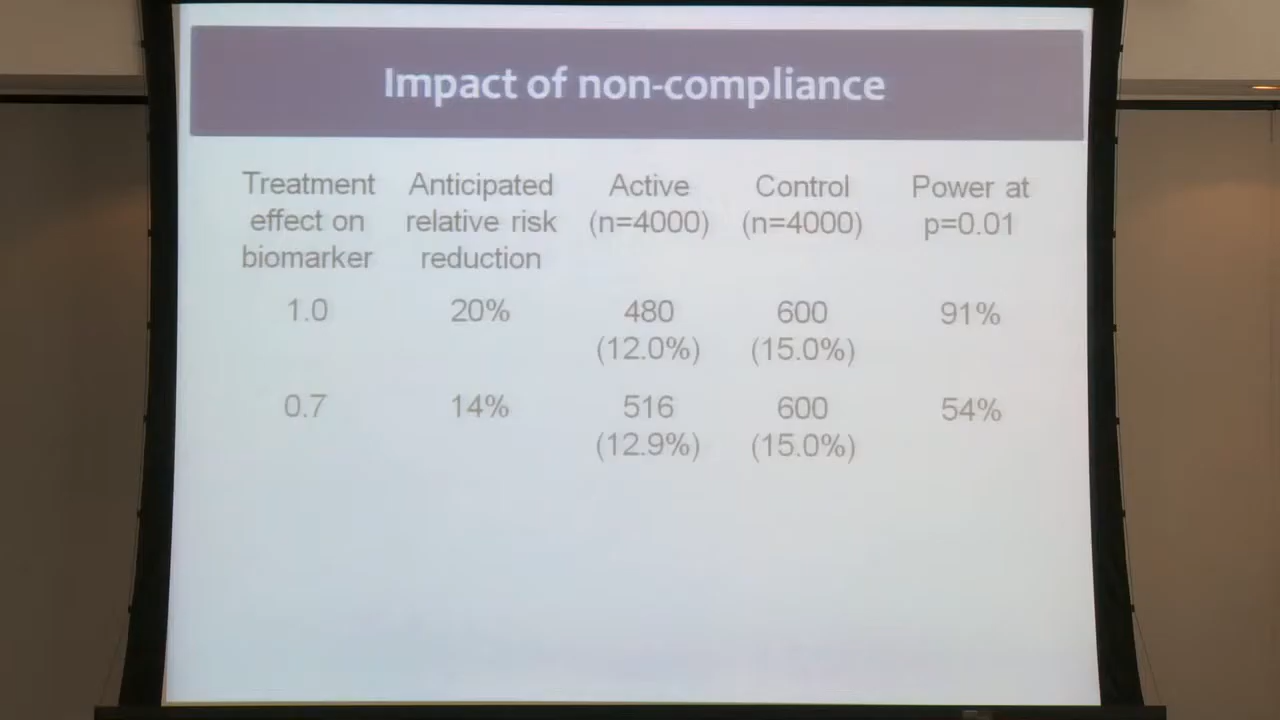 Impact of non-compliance
Treatment Anticipated Active Control Power at
effect on relative risk (n=4000) (n=4000) p=0.01
biomarker reduction
1.0 20% 480 600 91%
(12.0%) (15.0%)
0.7 14% 516 600 54%
(12.9%) (15.0%)